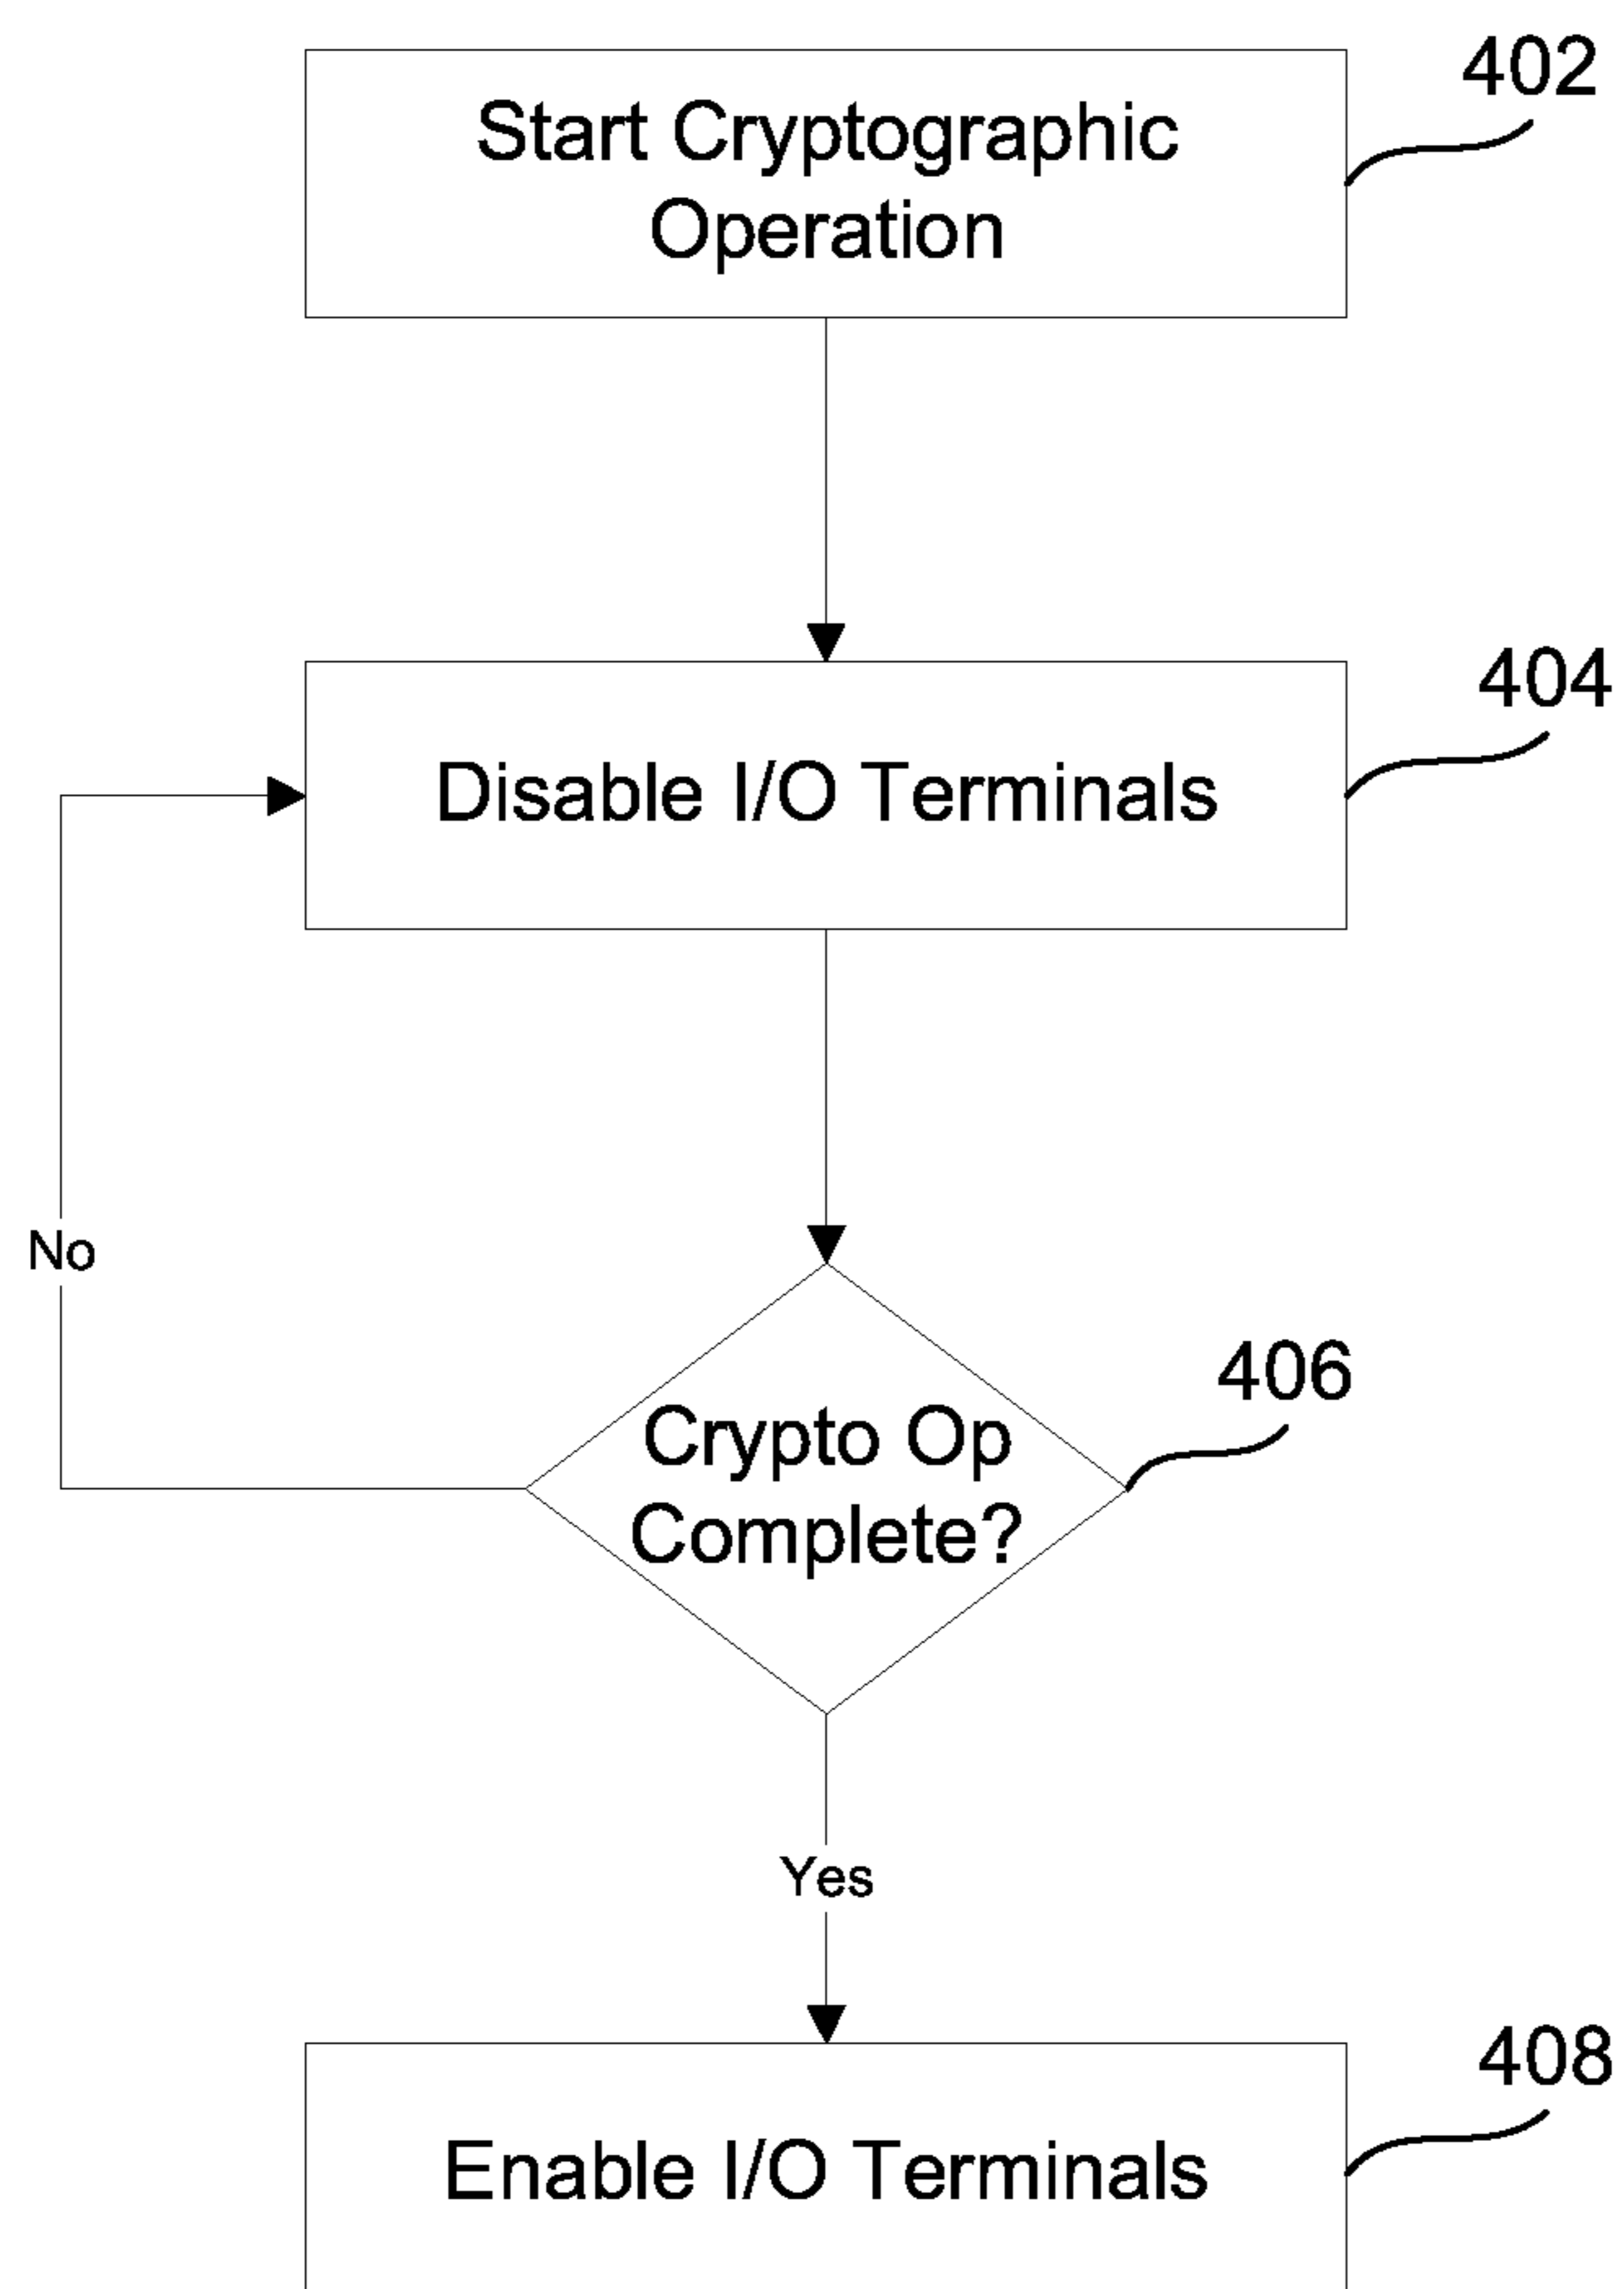 402
Start Cryptographic
Operation
404
Disable I/O Terminals
No
406
Crypto Op
Complete?
Yes
408
Enable I/O Terminals